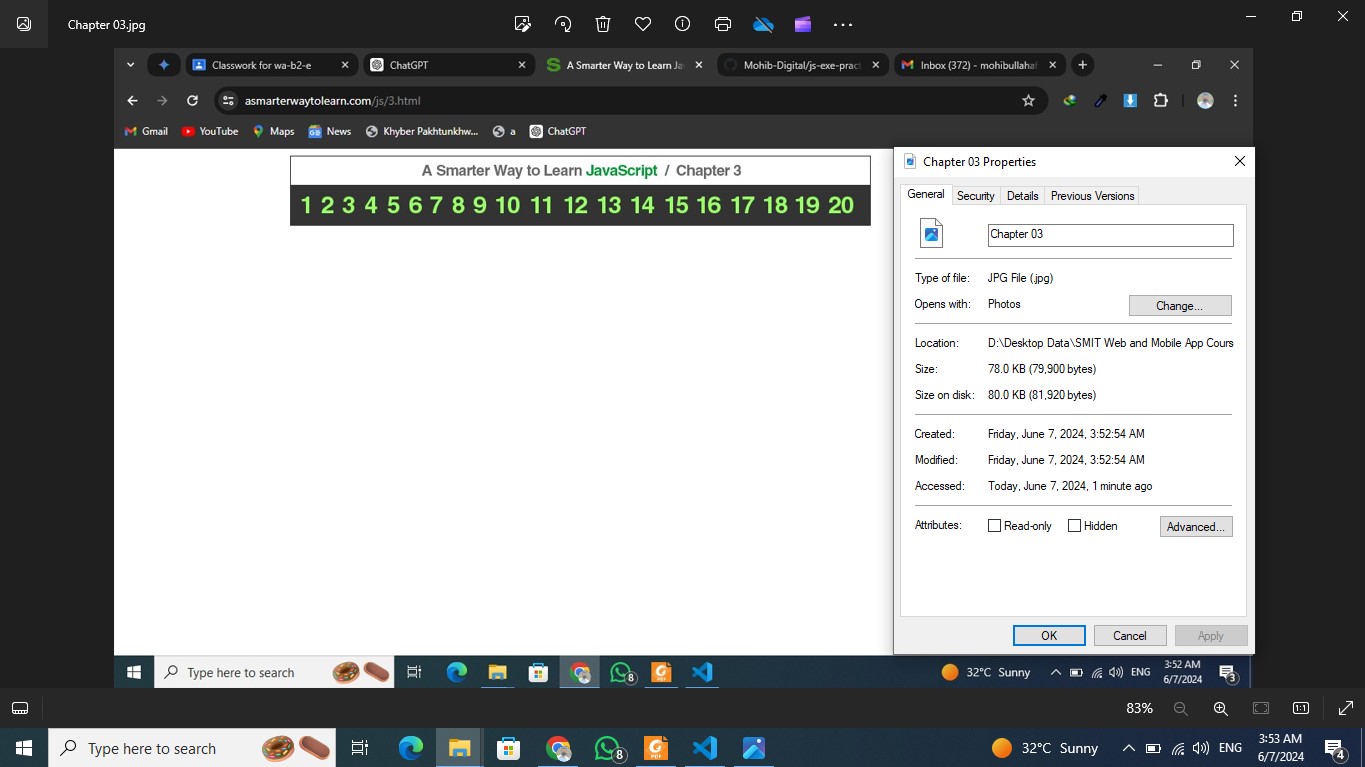 Chapter 03.jpg
Classwork for wa-b2-e
ChatGPT
A Smarter Way to Learn Ja
Mohib-Digital/js-exe-pract
Inbox (372) - mohibullahaf
asmarterwaytolearn.com/js/3.html
Gmail
YouTube
Maps
News
Khyber Pakhtunkhw...
a
ChatGPT
A Smarter Way to Learn JavaScript / Chapter 3
1 2 3 4 5 6 7 8 9 10 11 12 13 14 15 16 17 18 19 20
Chapter 03 Properties
General Security Details Previous Versions
Chapter 03
Type of file: JPG File (.jpg)
Opens with: Photos Change...
Location: D:\Desktop Data\SMIT Web and Mobile App Cours
Size: 78.0 KB (79,900 bytes)
Size on disk: 80.0 KB (81,920 bytes)
Created: Friday, June 7, 2024, 3:52:54 AM
Modified: Friday, June 7, 2024, 3:52:54 AM
Accessed: Today, June 7, 2024, 1 minute ago
Attributes: Read-only Hidden Advanced...
OK Cancel Apply
Type here to search
8
32°C Sunny
ENG
3:52 AM
6/7/2024
3
83%
1:1
Type here to search
8
32°C Sunny
ENG
3:53 AM
6/7/2024
4